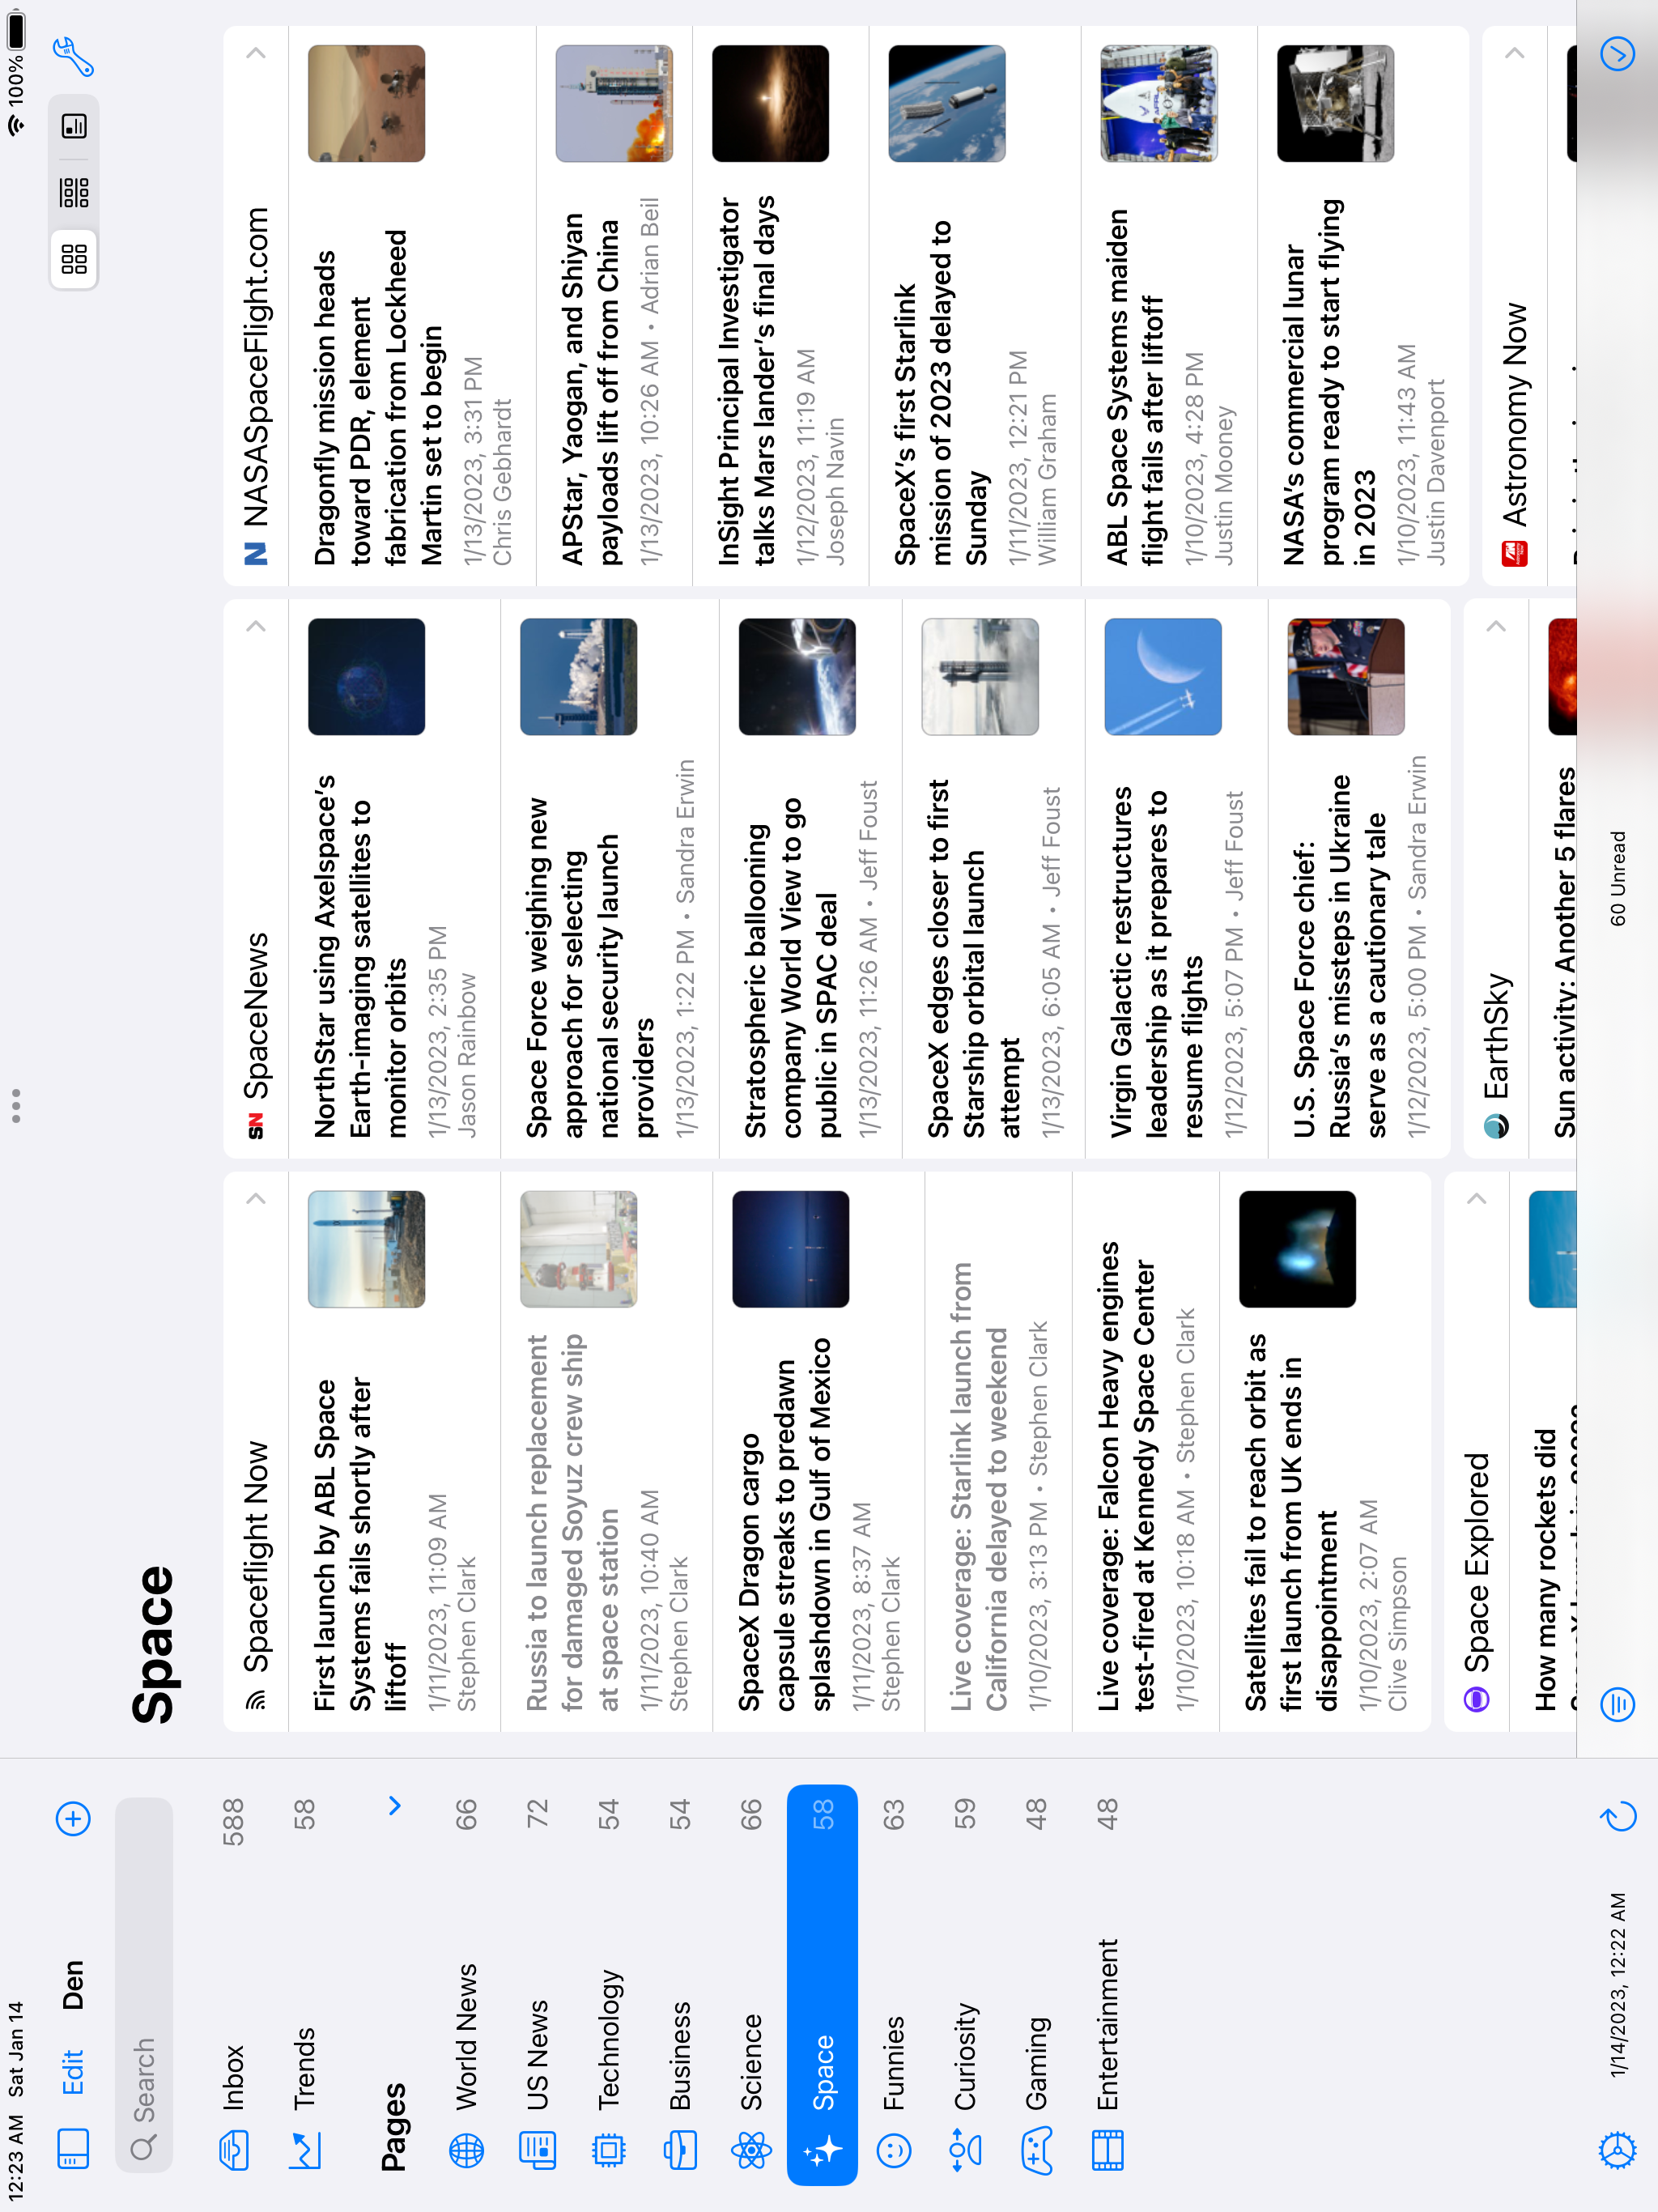 12:23 AM Sat Jan 14
100%
Edit
Den
Search
Inbox 588
Trends 58
Pages
World News 66
US News 72
Technology 54
Business 54
Science 66
Space 58
Funnies 63
Curiosity 59
Gaming 48
Entertainment 48
1/14/2023, 12:22 AM
Space
Spaceflight Now
First launch by ABL Space
Systems fails shortly after
liftoff
1/11/2023, 11:09 AM
Stephen Clark
Russia to launch replacement
for damaged Soyuz crew ship
at space station
1/11/2023, 10:40 AM
Stephen Clark
SpaceX Dragon cargo
capsule streaks to predawn
splashdown in Gulf of Mexico
1/11/2023, 8:37 AM
Stephen Clark
Live coverage: Starlink launch from
California delayed to weekend
1/10/2023, 3:13 PM • Stephen Clark
Live coverage: Falcon Heavy engines
test-fired at Kennedy Space Center
1/10/2023, 10:18 AM • Stephen Clark
Satellites fail to reach orbit as
first launch from UK ends in
disappointment
1/10/2023, 2:07 AM
Clive Simpson
Space Explored
How many rockets did
SN SpaceNews
NorthStar using Axelspace's
Earth-imaging satellites to
monitor orbits
1/13/2023, 2:35 PM
Jason Rainbow
Space Force weighing new
approach for selecting
national security launch
providers
1/13/2023, 1:22 PM • Sandra Erwin
Stratospheric ballooning
company World View to go
public in SPAC deal
1/13/2023, 11:26 AM • Jeff Foust
SpaceX edges closer to first
Starship orbital launch
attempt
1/13/2023, 6:05 AM • Jeff Foust
Virgin Galactic restructures
leadership as it prepares to
resume flights
1/12/2023, 5:07 PM • Jeff Foust
U.S. Space Force chief:
Russia's missteps in Ukraine
serve as a cautionary tale
1/12/2023, 5:00 PM • Sandra Erwin
EarthSky
Sun activity: Another 5 flares
N NASASpaceFlight.com
Dragonfly mission heads
toward PDR, element
fabrication from Lockheed
Martin set to begin
1/13/2023, 3:31 PM
Chris Gebhardt
APStar, Yaogan, and Shiyan
payloads lift off from China
1/13/2023, 10:26 AM • Adrian Beil
InSight Principal Investigator
talks Mars lander's final days
1/12/2023, 11:19 AM
Joseph Navin
SpaceX's first Starlink
mission of 2023 delayed to
Sunday
1/11/2023, 12:21 PM
William Graham
ABL Space Systems maiden
flight fails after liftoff
1/10/2023, 4:28 PM
Justin Mooney
NASA's commercial lunar
program ready to start flying
in 2023
1/10/2023, 11:43 AM
Justin Davenport
Astronomy Now
60 Unread